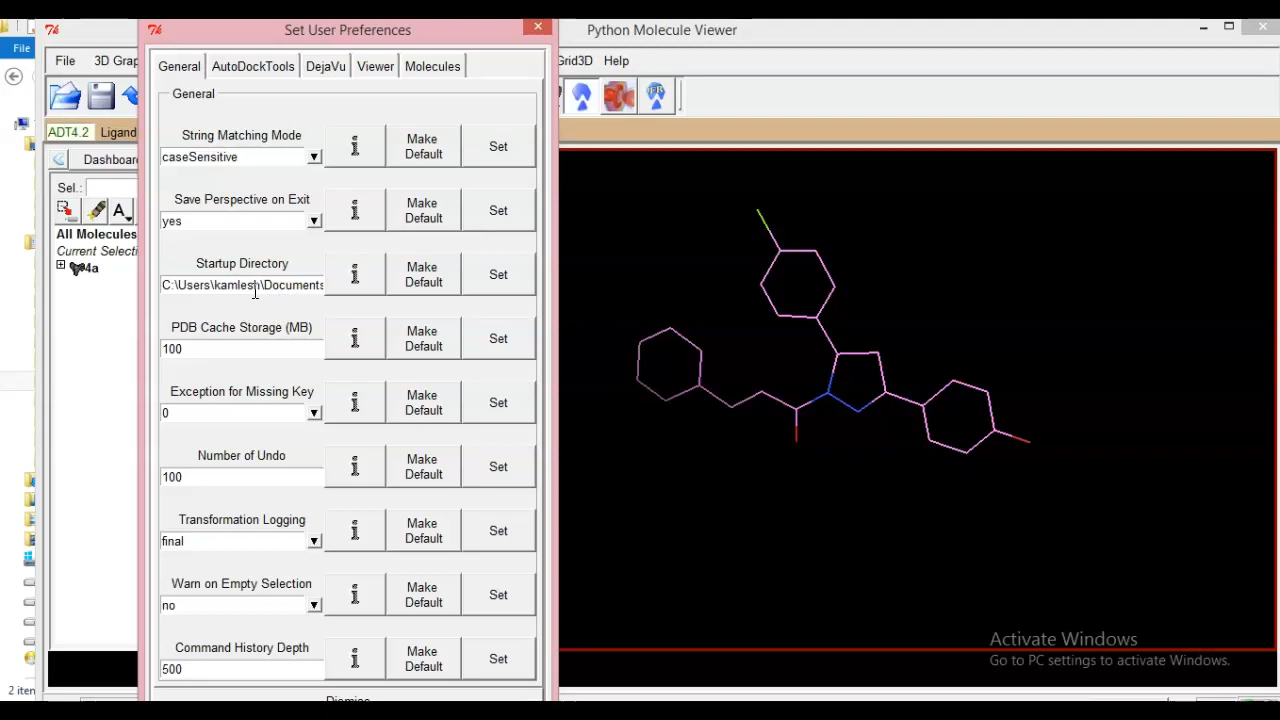 Set User Preferences
Python Molecule Viewer
File
File
3D Grap
Grid3D
Help
General
AutoDockTools
DejaVu
Viewer
Molecules
ADT4.2
Ligand
Dashboar
Sel.:
All Molecules
Current Selecti
4a
General
String Matching Mode
caseSensitive
i
Make Default
Set
Save Perspective on Exit
yes
i
Make Default
Set
Startup Directory
C:\Users\kamlesh\Documents
i
Make Default
Set
PDB Cache Storage (MB)
100
i
Make Default
Set
Exception for Missing Key
0
i
Make Default
Set
Number of Undo
100
i
Make Default
Set
Transformation Logging
final
i
Make Default
Set
Warn on Empty Selection
no
i
Make Default
Set
Command History Depth
500
i
Make Default
Set
Activate Windows
Go to PC settings to activate Windows.
2 iten